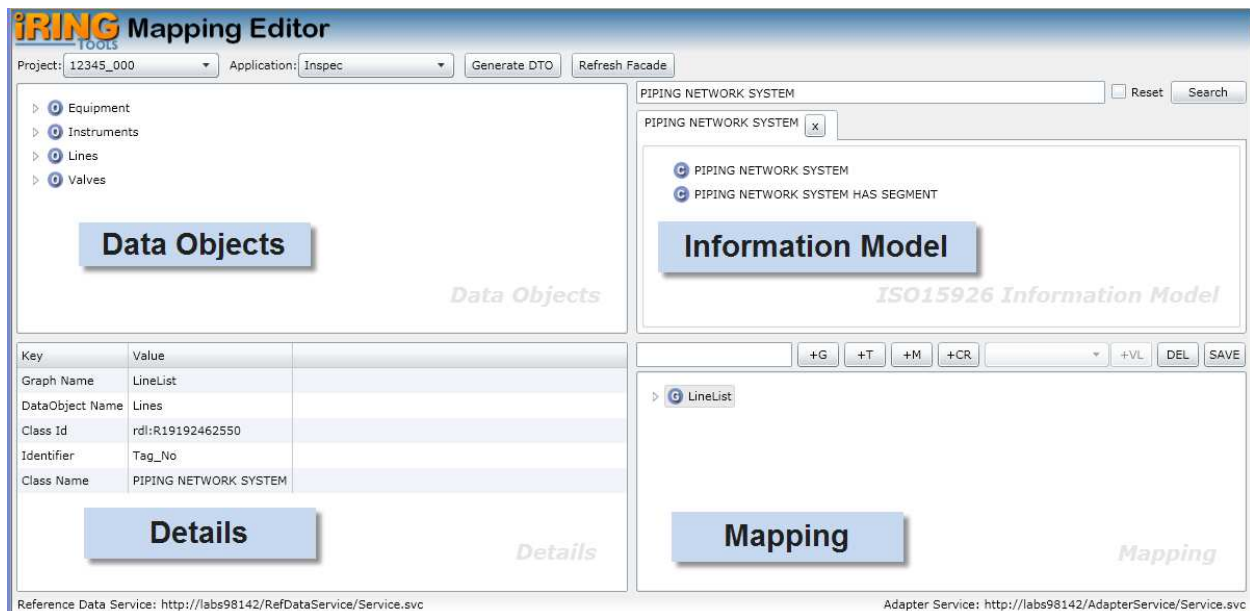 iRING TOOLS Mapping Editor
Project: 12345_000 Application: Inspec Generate DTO Refresh Facade
Equipment
Instruments
Lines
Valves
Data Objects
Data Objects
PIPING NETWORK SYSTEM Reset Search
PIPING NETWORK SYSTEM x
C PIPING NETWORK SYSTEM
C PIPING NETWORK SYSTEM HAS SEGMENT
Information Model
ISO15926 Information Model
Key Value
Graph Name LineList
DataObject Name Lines
Class Id rdl:R19192462550
Identifier Tag_No
Class Name PIPING NETWORK SYSTEM
Details
Details
+G +T +M +CR +VL DEL SAVE
G LineList
Mapping
Mapping
Reference Data Service: http://labs98142/RefDataService/Service.svc
Adapter Service: http://labs98142/AdapterService/Service.svc